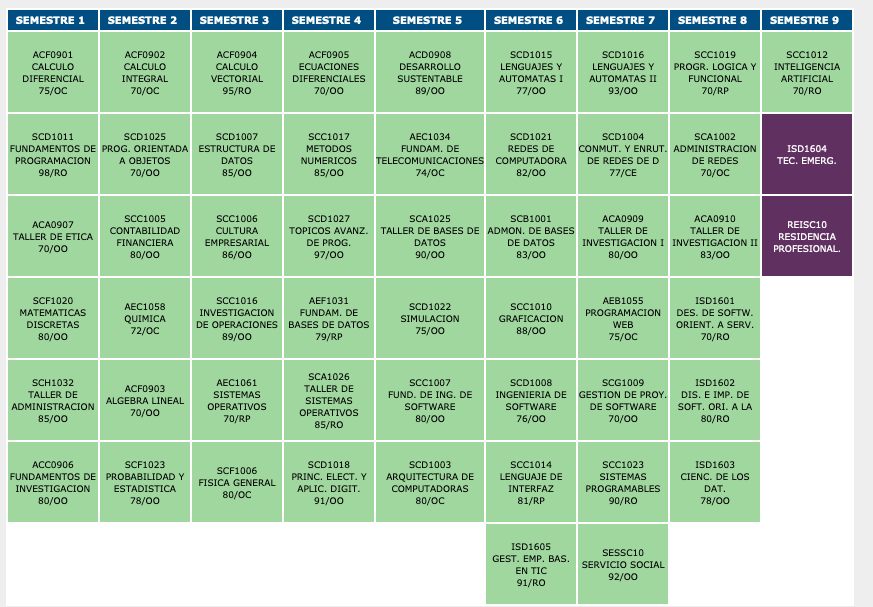 SEMESTRE 1
SEMESTRE 2
SEMESTRE 3
SEMESTRE 4
SEMESTRE 5
SEMESTRE 6
SEMESTRE 7
SEMESTRE 8
SEMESTRE 9
ACF0901
CALCULO
DIFERENCIAL
75/OC
ACF0902
CALCULO
INTEGRAL
70/OC
ACF0904
CALCULO
VECTORIAL
95/RO
ACF0905
ECUACIONES
DIFERENCIALES
70/OO
ACD0908
DESARROLLO
SUSTENTABLE
89/OO
SCD1015
LENGUAJES Y
AUTOMATAS I
77/OO
SCD1016
LENGUAJES Y
AUTOMATAS II
93/OO
SCC1019
PROGR. LOGICA Y
FUNCIONAL
70/RP
SCC1012
INTELIGENCIA
ARTIFICIAL
70/RO
SCD1011
FUNDAMENTOS DE
PROGRAMACION
98/RO
SCD1025
PROG. ORIENTADA
A OBJETOS
70/OO
SCD1007
ESTRUCTURA DE
DATOS
85/OO
SCC1017
METODOS
NUMERICOS
85/OO
AEC1034
FUNDAM. DE
TELECOMUNICACIONES
74/OC
SCD1021
REDES DE
COMPUTADORA
82/OO
SCD1004
CONMUT. Y ENRUT.
DE REDES DE D
77/CE
SCA1002
ADMINISTRACION
DE REDES
70/OC
ISD1604
TEC. EMERG.
ACA0907
TALLER DE ETICA
70/OO
SCC1005
CONTABILIDAD
FINANCIERA
80/OO
SCC1006
CULTURA
EMPRESARIAL
86/OO
SCD1027
TOPICOS AVANZ.
DE PROG.
97/OO
SCA1025
TALLER DE BASES DE
DATOS
90/OO
SCB1001
ADMON. DE BASES
DE DATOS
83/OO
ACA0909
TALLER DE
INVESTIGACION I
80/OO
ACA0910
TALLER DE
INVESTIGACION II
83/OO
REISC10
RESIDENCIA
PROFESIONAL.
SCF1020
MATEMATICAS
DISCRETAS
80/OO
AEC1058
QUIMICA
72/OC
SCC1016
INVESTIGACION
DE OPERACIONES
89/OO
AEF1031
FUNDAM. DE
BASES DE DATOS
79/RP
SCD1022
SIMULACION
75/OO
SCC1010
GRAFICACION
88/OO
AEB1055
PROGRAMACION
WEB
75/OC
ISD1601
DES. DE SOFTW.
ORIENT. A SERV.
70/RO
SCH1032
TALLER DE
ADMINISTRACION
85/OO
ACF0903
ALGEBRA LINEAL
70/OO
AEC1061
SISTEMAS
OPERATIVOS
70/RP
SCA1026
TALLER DE
SISTEMAS
OPERATIVOS
85/RO
SCC1007
FUND. DE ING. DE
SOFTWARE
80/OO
SCD1008
INGENIERIA DE
SOFTWARE
76/OO
SCG1009
GESTION DE PROY.
DE SOFTWARE
70/OO
ISD1602
DIS. E IMP. DE
SOFT. ORI. A LA
80/RO
ACC0906
FUNDAMENTOS DE
INVESTIGACION
80/OO
SCF1023
PROBABILIDAD Y
ESTADISTICA
78/OO
SCF1006
FISICA GENERAL
80/OC
SCD1018
PRINC. ELECT. Y
APLIC. DIGIT.
91/OO
SCD1003
ARQUITECTURA DE
COMPUTADORAS
80/OC
SCC1014
LENGUAJE DE
INTERFAZ
81/RP
SCC1023
SISTEMAS
PROGRAMABLES
90/RO
ISD1603
CIENC. DE LOS
DAT.
78/OO
ISD1605
GEST. EMP. BAS.
EN TIC
91/RO
SESSC10
SERVICIO SOCIAL
92/OO